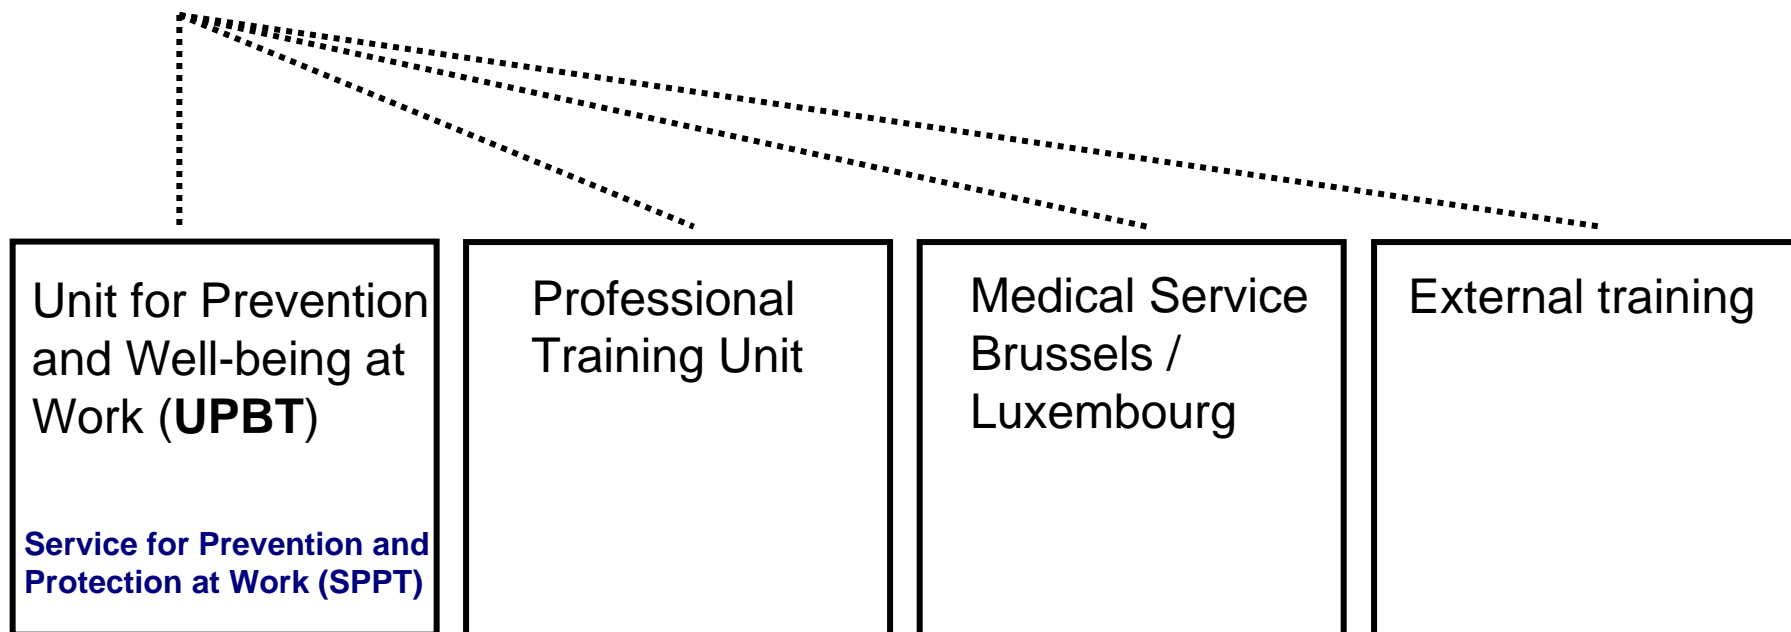 Unit for Prevention
and Well-being at
Work (UPBT)
Service for Prevention and
Protection at Work (SPPT)
Professional
Training Unit
Medical Service
Brussels /
Luxembourg
External training